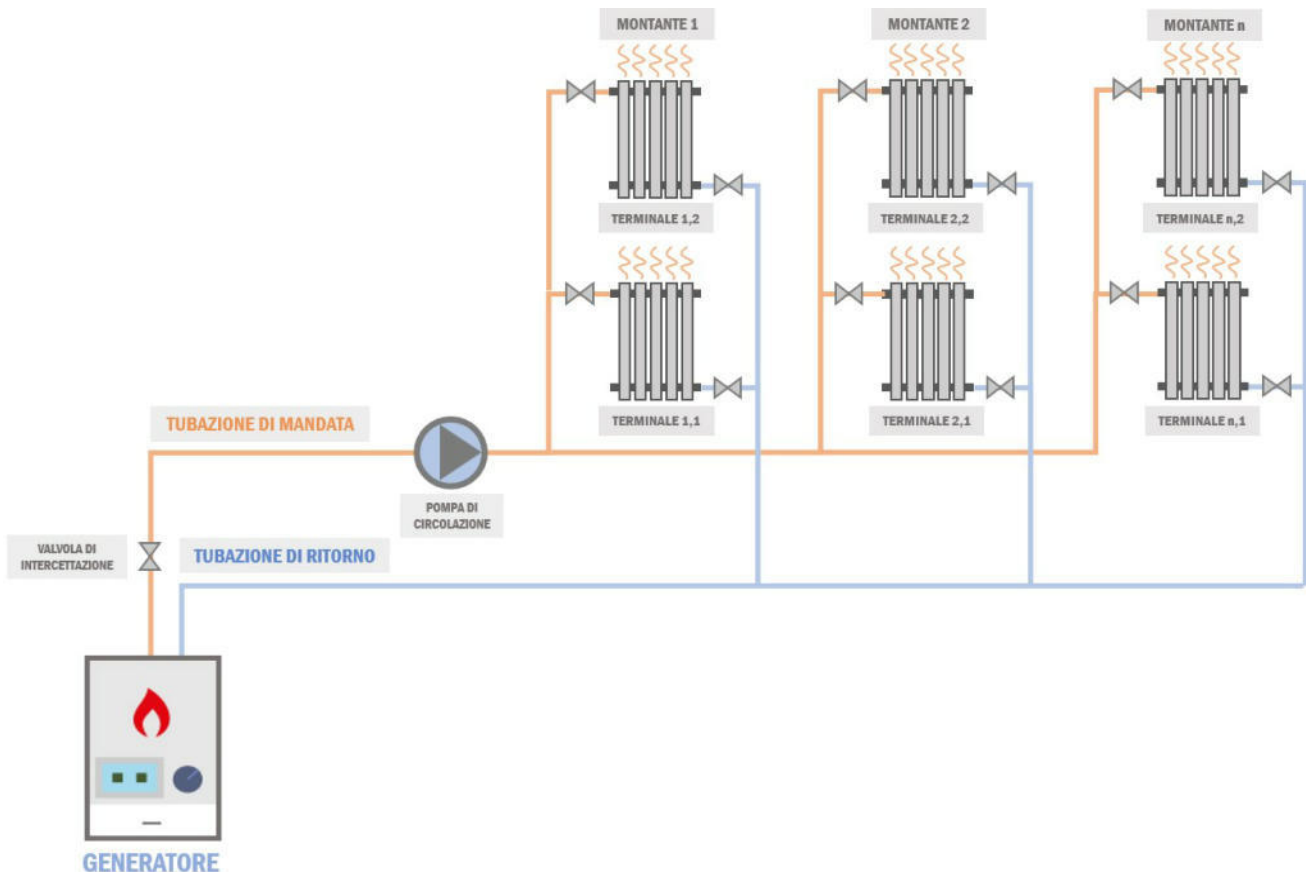 MONTANTE 1
MONTANTE 2
MONTANTE n
TERMINALE 1,2
TERMINALE 2,2
TERMINALE n,2
TERMINALE 1,1
TERMINALE 2,1
TERMINALE n,1
TUBAZIONE DI MANDATA
POMPA DI
CIRCOLAZIONE
VALVOLA DI
INTERCETTAZIONE
TUBAZIONE DI RITORNO
GENERATORE